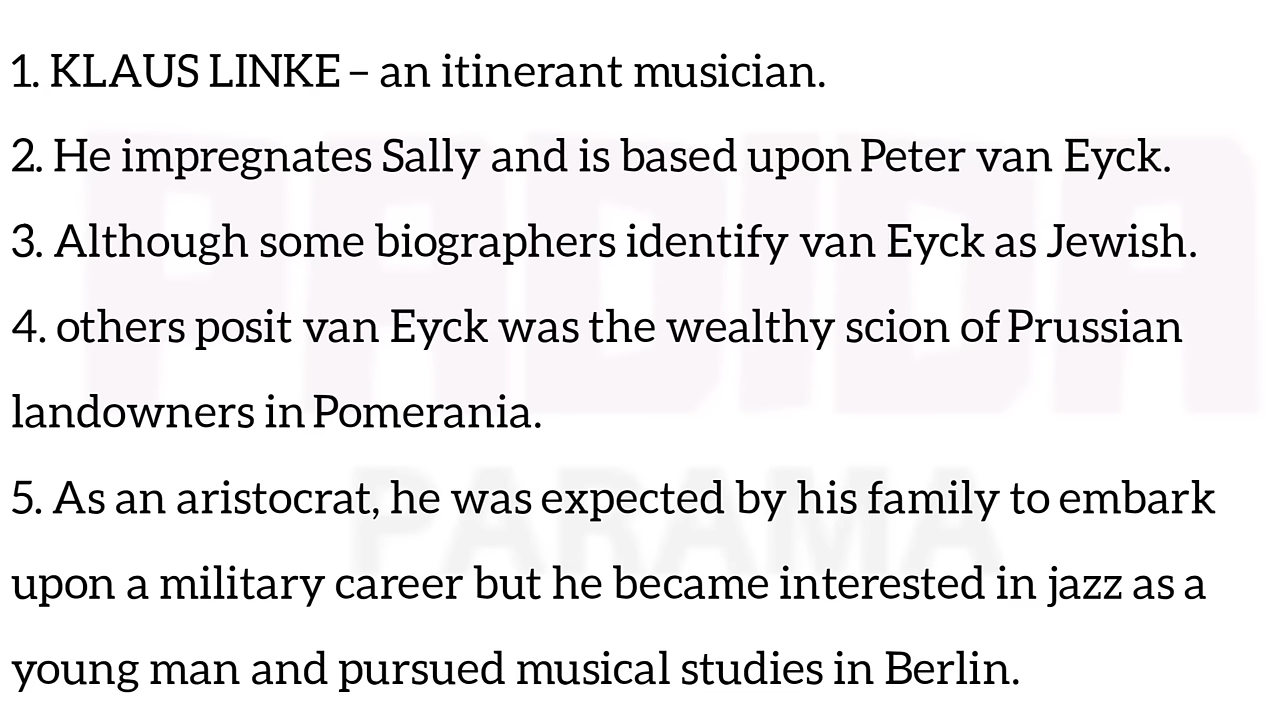 1. KLAUS LINKE – an itinerant musician.
2. He impregnates Sally and is based upon Peter van Eyck.
3. Although some biographers identify van Eyck as Jewish.
4. others posit van Eyck was the wealthy scion of Prussian
landowners in Pomerania.
5. As an aristocrat, he was expected by his family to embark
upon a military career but he became interested in jazz as a
young man and pursued musical studies in Berlin.
PADIDA
PARAMA